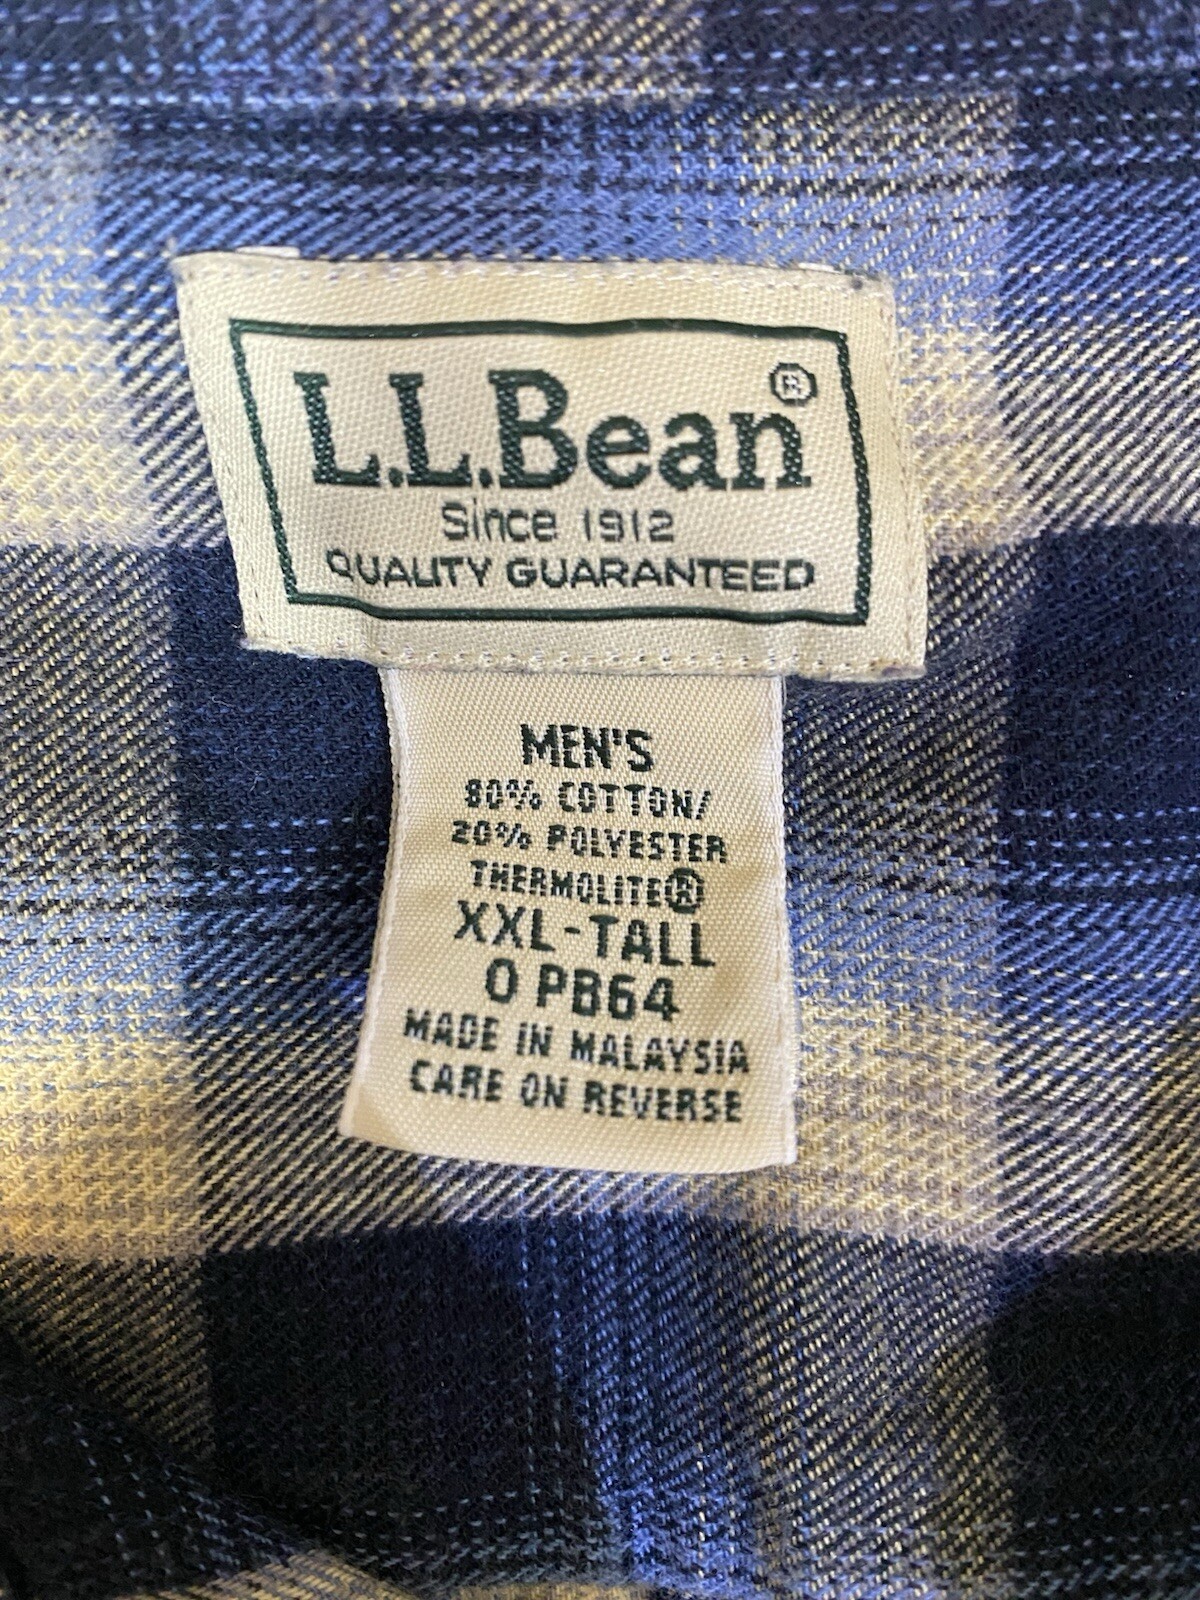 L.L.Bean®
Since 1912
QUALITY GUARANTEED
MEN'S
80% COTTON/
20% POLYESTER
THERMOLITE®
XXL-TALL
0 PB64
MADE IN MALAYSIA
CARE ON REVERSE